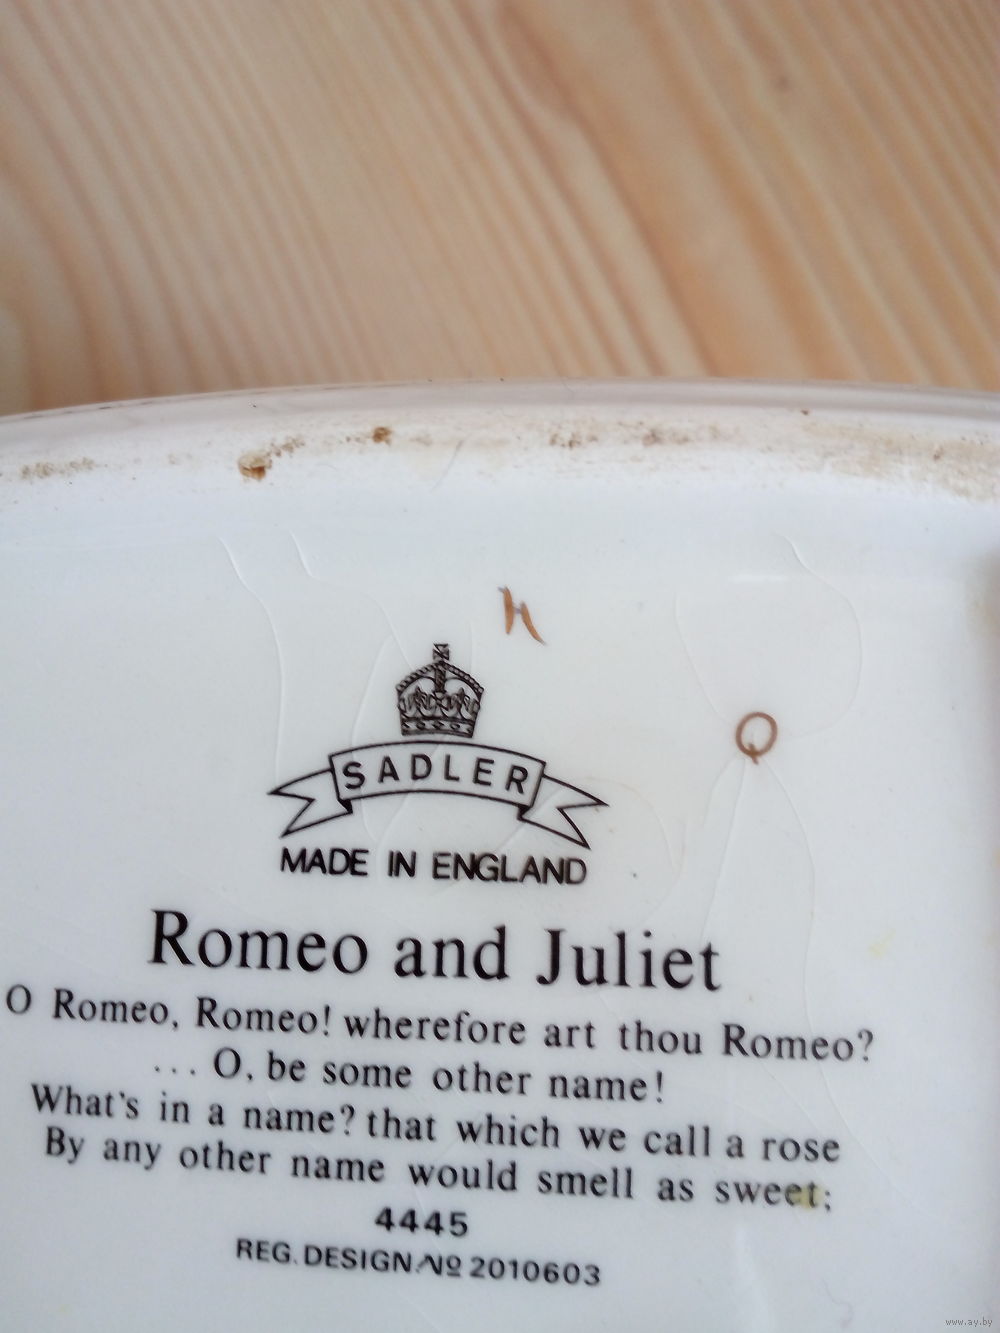 H
Q
SADLER
MADE IN ENGLAND
Romeo and Juliet
O Romeo, Romeo! wherefore art thou Romeo?
... O, be some other name!
What's in a name? that which we call a rose
By any other name would smell as sweet;
4445
REG. DESIGN. No 2010603
www.ay.by